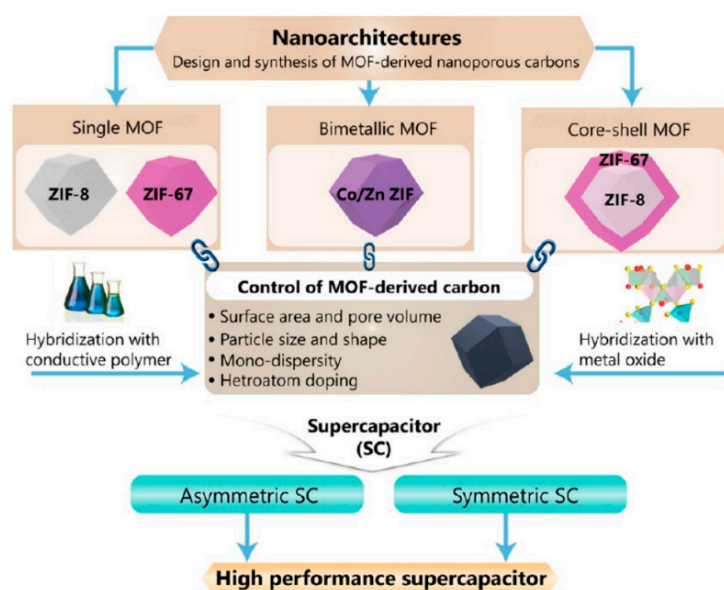 Nanoarchitectures
Design and synthesis of MOF-derived nanoporous carbons
Single MOF
Bimetallic MOF
Core-shell MOF
ZIF-8
ZIF-67
Co/Zn ZIF
ZIF-67
ZIF-8
Control of MOF-derived carbon
• Surface area and pore volume
• Particle size and shape
• Mono-dispersity
• Hetroatom doping
Hybridization with
conductive polymer
Hybridization with
metal oxide
Supercapacitor
(SC)
Asymmetric SC
Symmetric SC
High performance supercapacitor